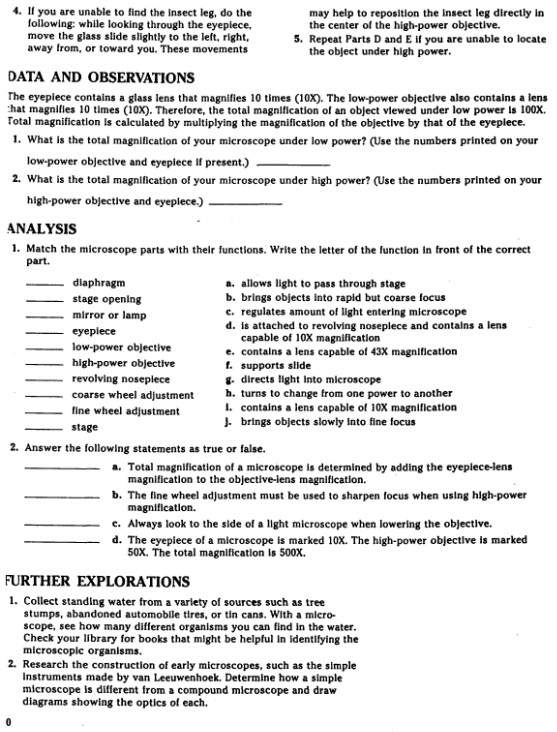 4. If you are unable to find the insect leg, do the
following: while looking through the eyepiece,
move the glass slide slightly to the left, right,
away from, or toward you. These movements
may help to reposition the insect leg directly in
the center of the high-power objective.
5. Repeat Parts D and E if you are unable to locate
the object under high power.
DATA AND OBSERVATIONS
The eyepiece contains a glass lens that magnifies 10 times (10X). The low-power objective also contains a lens
that magnifies 10 times (10X). Therefore, the total magnification of an object viewed under low power is 100X.
Total magnification is calculated by multiplying the magnification of the objective by that of the eyepiece.
1. What is the total magnification of your microscope under low power? (Use the numbers printed on your
low-power objective and eyepiece if present.)
2. What is the total magnification of your microscope under high power? (Use the numbers printed on your
high-power objective and eyepiece.)
ANALYSIS
1. Match the microscope parts with their functions. Write the letter of the function in front of the correct
part.
diaphragm
stage opening
mirror or lamp
eyepiece
low-power objective
high-power objective
revolving nosepiece
coarse wheel adjustment
fine wheel adjustment
stage
a. allows light to pass through stage
b. brings objects into rapid but coarse focus
c. regulates amount of light entering microscope
d. is attached to revolving nosepiece and contains a lens
capable of 10X magnification
e. contains a lens capable of 43X magnification
f. supports slide
g. directs light into microscope
h. turns to change from one power to another
i. contains a lens capable of 10X magnification
j. brings objects slowly into fine focus
2. Answer the following statements as true or false.
a. Total magnification of a microscope is determined by adding the eyepiece-lens
magnification to the objective-lens magnification.
b. The fine wheel adjustment must be used to sharpen focus when using high-power
magnification.
c. Always look to the side of a light microscope when lowering the objective.
d. The eyepiece of a microscope is marked 10X. The high-power objective is marked
50X. The total magnification is 500X.
FURTHER EXPLORATIONS
1. Collect standing water from a variety of sources such as tree
stumps, abandoned automobile tires, or tin cans. With a micro-
scope, see how many different organisms you can find in the water.
Check your library for books that might be helpful in identifying the
microscopic organisms.
2. Research the construction of early microscopes, such as the simple
instruments made by van Leeuwenhoek. Determine how a simple
microscope is different from a compound microscope and draw
diagrams showing the optics of each.
0